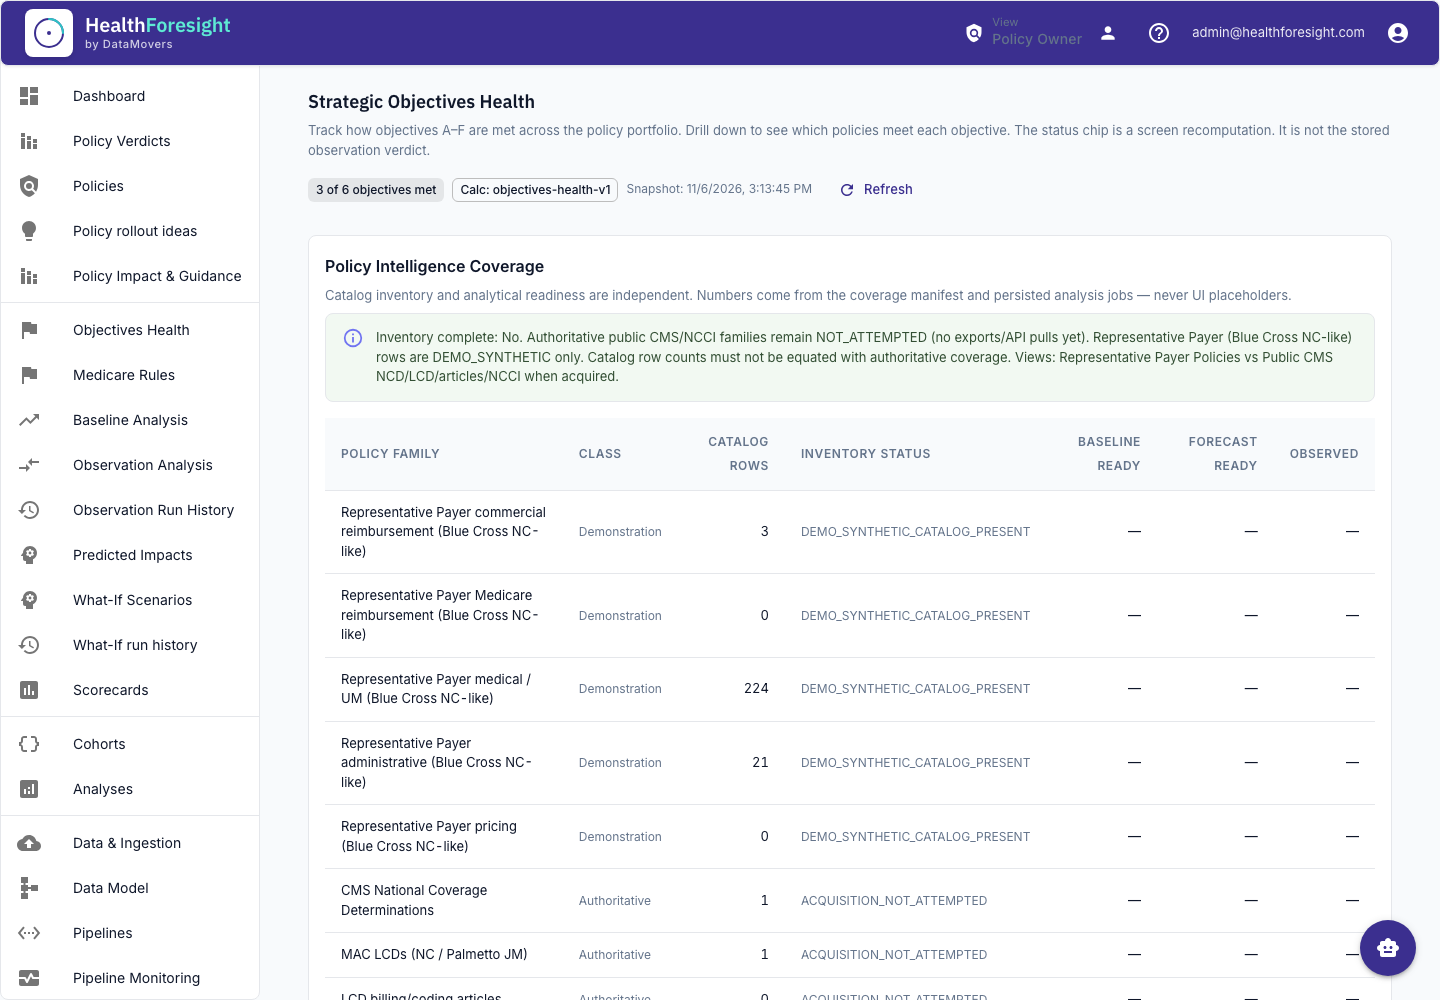 HealthForesight
by DataMovers
View
Policy Owner
admin@healthforesight.com
Dashboard
Policy Verdicts
Policies
Policy rollout ideas
Policy Impact & Guidance
Objectives Health
Medicare Rules
Baseline Analysis
Observation Analysis
Observation Run History
Predicted Impacts
What-If Scenarios
What-If run history
Scorecards
Cohorts
Analyses
Data & Ingestion
Data Model
Pipelines
Pipeline Monitoring
Strategic Objectives Health
Track how objectives A–F are met across the policy portfolio. Drill down to see which policies meet each objective. The status chip is a screen recomputation. It is not the stored
observation verdict.
3 of 6 objectives met
Calc: objectives-health-v1
Snapshot: 11/6/2026, 3:13:45 PM
Refresh
Policy Intelligence Coverage
Catalog inventory and analytical readiness are independent. Numbers come from the coverage manifest and persisted analysis jobs — never UI placeholders.
Inventory complete: No. Authoritative public CMS/NCCI families remain NOT_ATTEMPTED (no exports/API pulls yet). Representative Payer (Blue Cross NC-like)
rows are DEMO_SYNTHETIC only. Catalog row counts must not be equated with authoritative coverage. Views: Representative Payer Policies vs Public CMS
NCD/LCD/articles/NCCI when acquired.
POLICY FAMILY
CLASS
CATALOG
ROWS
INVENTORY STATUS
BASELINE
READY
FORECAST
READY
OBSERVED
Representative Payer commercial
reimbursement (Blue Cross NC-
like)
Demonstration
3
DEMO_SYNTHETIC_CATALOG_PRESENT
—
—
—
Representative Payer Medicare
reimbursement (Blue Cross NC-
like)
Demonstration
0
DEMO_SYNTHETIC_CATALOG_PRESENT
—
—
—
Representative Payer medical /
UM (Blue Cross NC-like)
Demonstration
224
DEMO_SYNTHETIC_CATALOG_PRESENT
—
—
—
Representative Payer
administrative (Blue Cross NC-
like)
Demonstration
21
DEMO_SYNTHETIC_CATALOG_PRESENT
—
—
—
Representative Payer pricing
(Blue Cross NC-like)
Demonstration
0
DEMO_SYNTHETIC_CATALOG_PRESENT
—
—
—
CMS National Coverage
Determinations
Authoritative
1
ACQUISITION_NOT_ATTEMPTED
—
—
—
MAC LCDs (NC / Palmetto JM)
Authoritative
1
ACQUISITION_NOT_ATTEMPTED
—
—
—
LCD billing/coding articles
Authoritative
0
ACQUISITION_NOT_ATTEMPTED
—
—
—